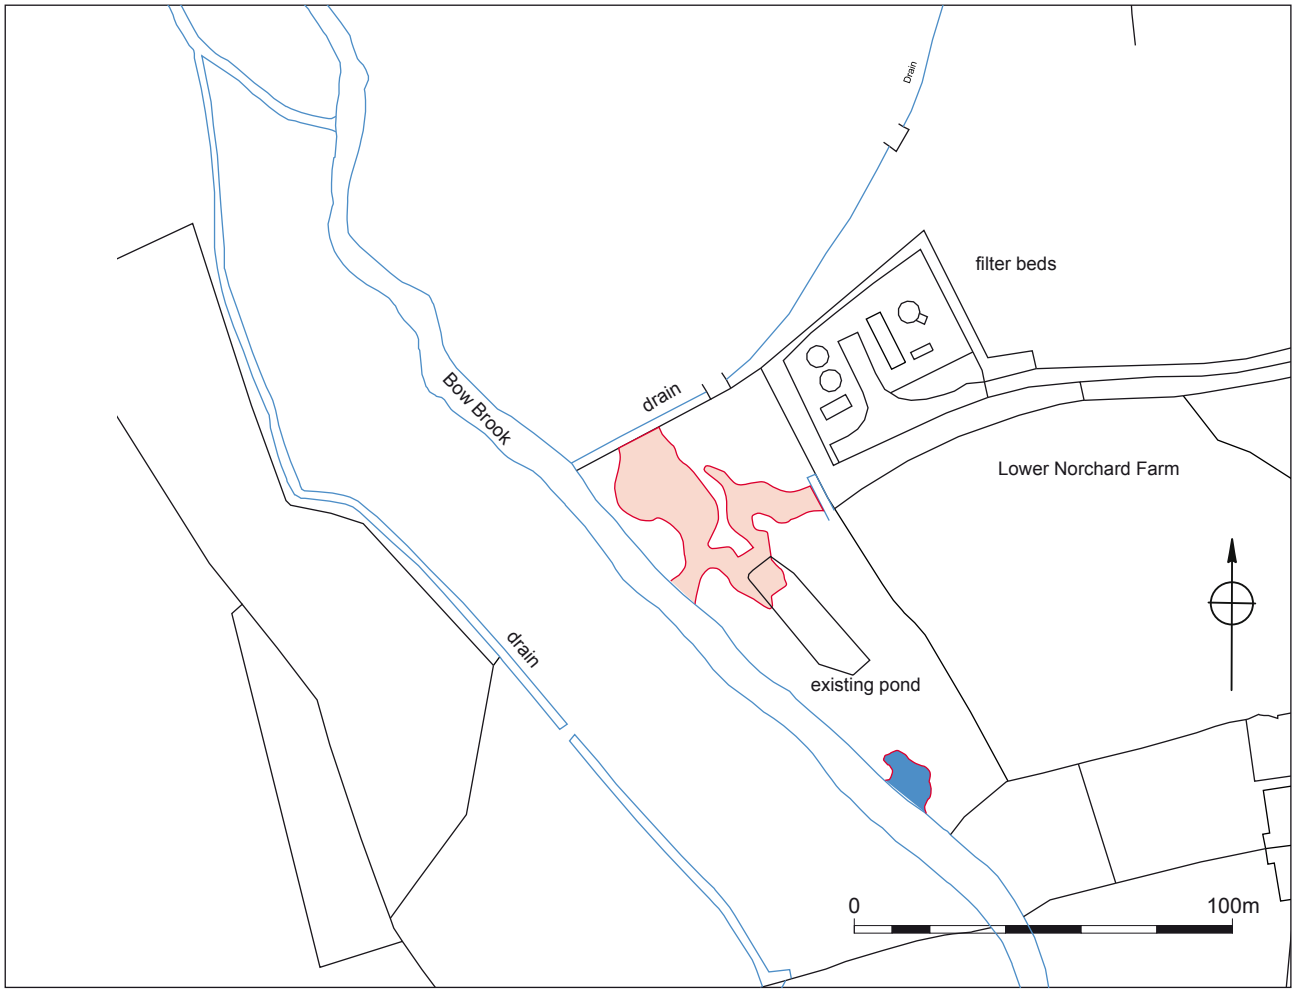 Drain
filter beds
drain
Bow Brook
Lower Norchard Farm
drain
existing pond
0
100m